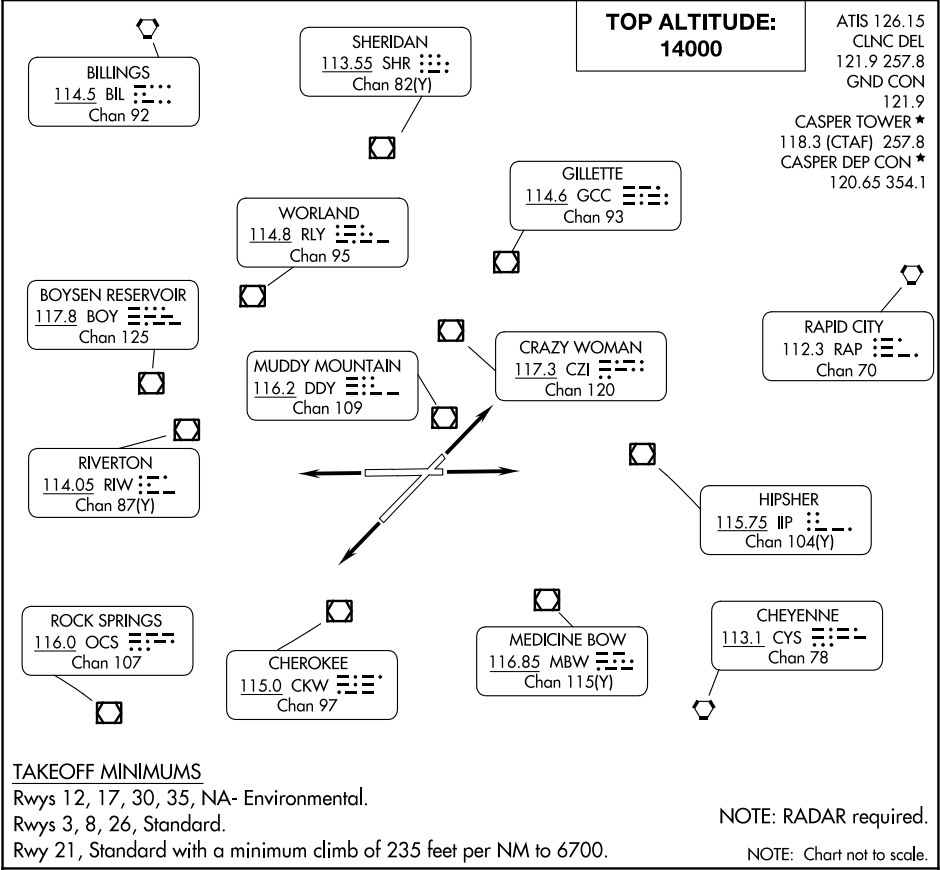 TOP ALTITUDE:
14000
ATIS 126.15
CLNC DEL
121.9 257.8
GND CON
121.9
CASPER TOWER ★
118.3 (CTAF) 257.8
CASPER DEP CON ★
120.65 354.1
BILLINGS
114.5 BIL
Chan 92
SHERIDAN
113.55 SHR
Chan 82(Y)
GILLETTE
114.6 GCC
Chan 93
WORLAND
114.8 RLY
Chan 95
BOYSEN RESERVOIR
117.8 BOY
Chan 125
RAPID CITY
112.3 RAP
Chan 70
CRAZY WOMAN
117.3 CZI
Chan 120
MUDDY MOUNTAIN
116.2 DDY
Chan 109
RIVERTON
114.05 RIW
Chan 87(Y)
HIPSHER
115.75 IIP
Chan 104(Y)
ROCK SPRINGS
116.0 OCS
Chan 107
CHEROKEE
115.0 CKW
Chan 97
MEDICINE BOW
116.85 MBW
Chan 115(Y)
CHEYENNE
113.1 CYS
Chan 78
TAKEOFF MINIMUMS
Rwys 12, 17, 30, 35, NA- Environmental.
Rwys 3, 8, 26, Standard.
Rwy 21, Standard with a minimum climb of 235 feet per NM to 6700.
NOTE: RADAR required.
NOTE: Chart not to scale.